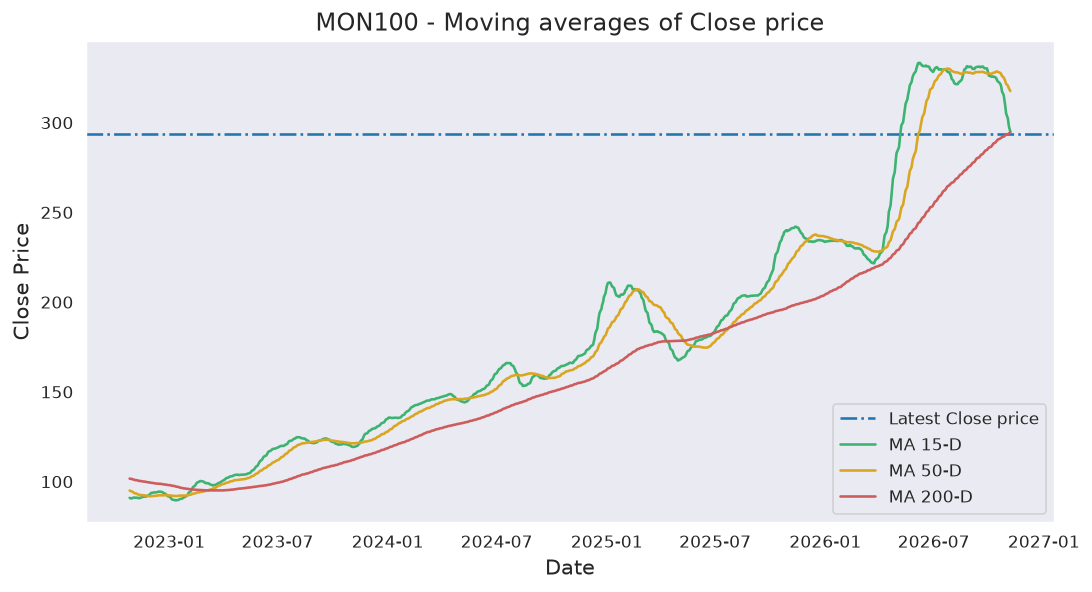 MON100 - Moving averages of Close price
Close Price
300
250
200
150
100
Latest Close price
MA 15-D
MA 50-D
MA 200-D
2023-01 2023-07 2024-01 2024-07 2025-01 2025-07 2026-01 2026-07 2027-01
Date